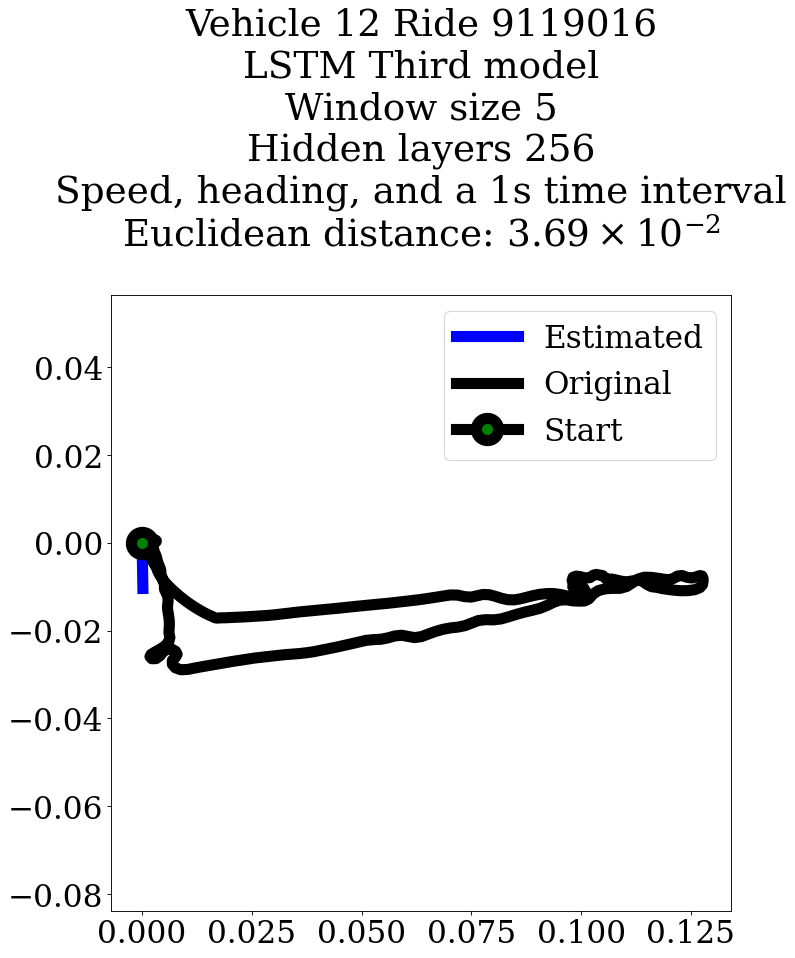 Vehicle 12 Ride 9119016
LSTM Third model
Window size 5
Hidden layers 256
Speed, heading, and a 1s time interval
Euclidean distance: 3.69 × 10⁻²
Estimated
Original
Start
0.04
0.02
0.00
−0.02
−0.04
−0.06
−0.08
0.000 0.025 0.050 0.075 0.100 0.125